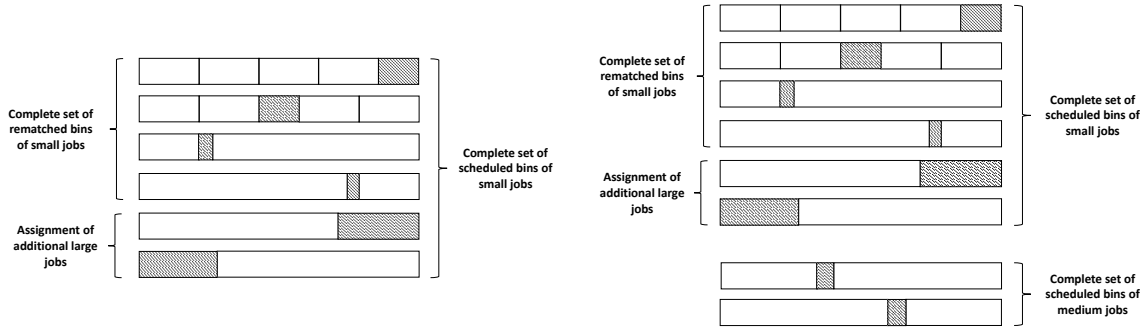 Complete set of
rematched bins
of small jobs
Assignment of
additional large
jobs
Complete set of
scheduled bins of
small jobs
Complete set of
rematched bins
of small jobs
Assignment of
additional large
jobs
Complete set of
scheduled bins of
small jobs
Complete set of
scheduled bins of
medium jobs